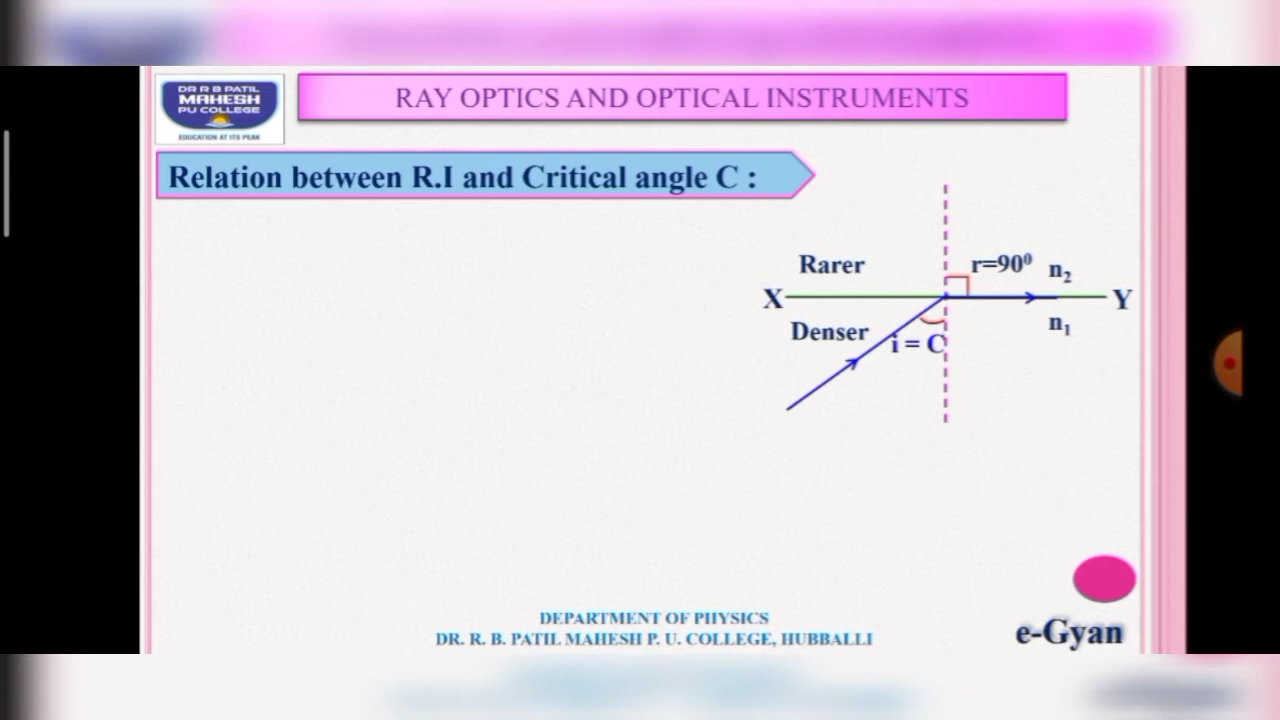 DR R B PATIL
MAHESH
PU COLLEGE
EDUCATION AT ITS PEAK
RAY OPTICS AND OPTICAL INSTRUMENTS
Relation between R.I and Critical angle C :
Rarer
r=90⁰
n₂
X
Y
Denser
n₁
i = C
DEPARTMENT OF PHYSICS
DR. R. B. PATIL MAHESH P. U. COLLEGE, HUBBALLI
e-Gyan